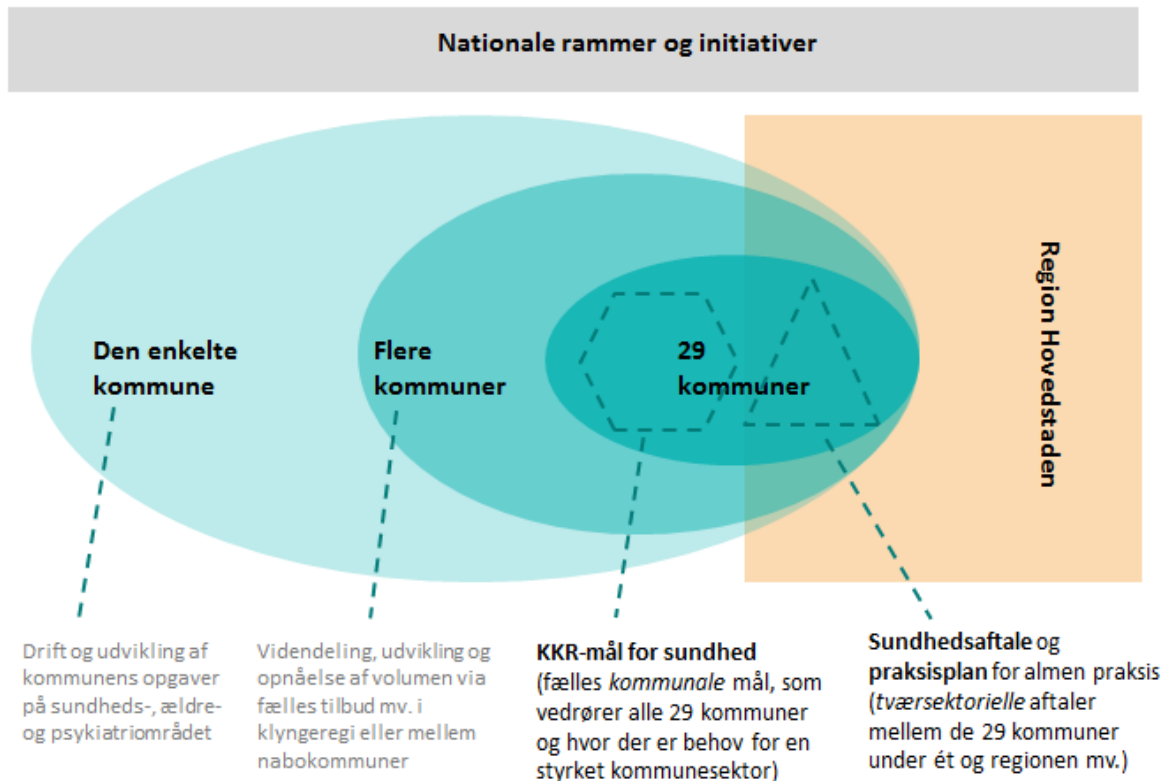 Nationale rammer og initiativer
Den enkelte
kommune
Flere
kommuner
29
kommuner
Region Hovedstaden
Drift og udvikling af
kommunens opgaver
på sundheds-, ældre-
og psykiatriområdet
Videndeling, udvikling og
opnåelse af volumen via
fælles tilbud mv. i
klyngeregi eller mellem
nabokommuner
KKR-mål for sundhed
(fælles kommunale mål, som
vedrører alle 29 kommuner
og hvor der er behov for en
styrket kommunesektor)
Sundhedsaftale og
praksisplan for almen praksis
(tværsektorielle aftaler
mellem de 29 kommuner
under ét og regionen mv.)